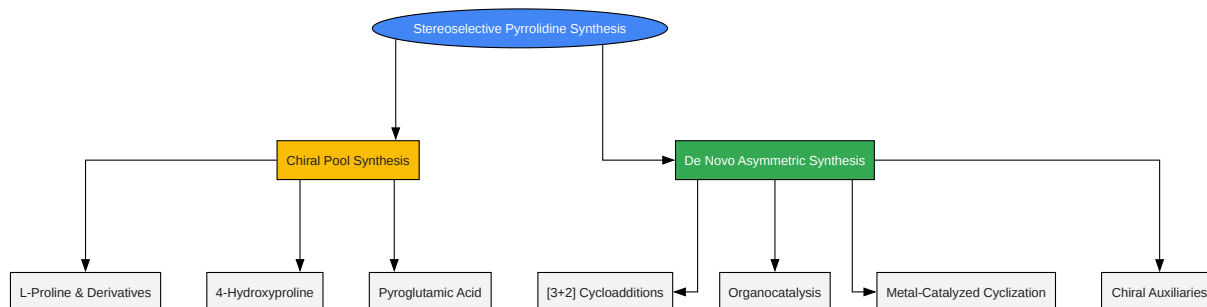 Stereoselective Pyrrolidine Synthesis
Chiral Pool Synthesis
De Novo Asymmetric Synthesis
L-Proline & Derivatives
4-Hydroxyproline
Pyroglutamic Acid
[3+2] Cycloadditions
Organocatalysis
Metal-Catalyzed Cyclization
Chiral Auxiliaries